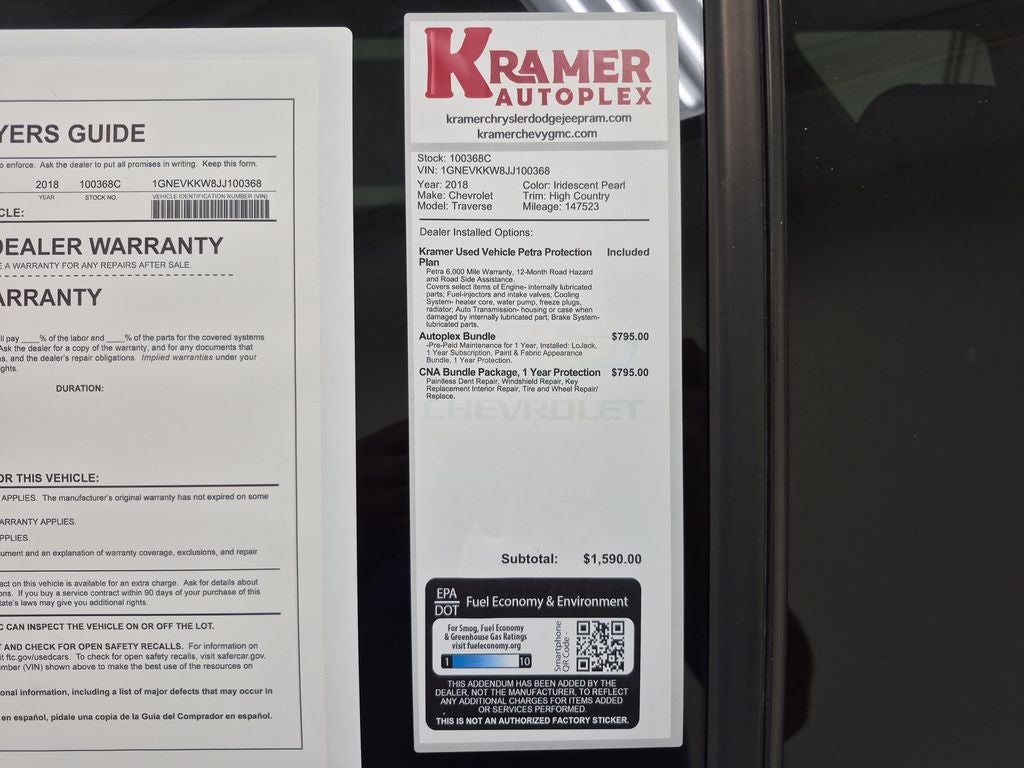 YERS GUIDE
o enforce. Ask the dealer to put all promises in writing. Keep this form.
2018 100368C 1GNEVKKW8JJ100368
YEAR STOCK NO. VEHICLE IDENTIFICATION NUMBER (VIN)
CLE:
DEALER WARRANTY
E A WARRANTY FOR ANY REPAIRS AFTER SALE.
ARRANTY
ll pay ____% of the labor and ____% of the parts for the covered systems
Ask the dealer for a copy of the warranty, and for any documents that
s, and the dealer's repair obligations. Implied warranties under your
ghts.
DURATION:
OR THIS VEHICLE:
APPLIES. The manufacturer's original warranty has not expired on some
ARRANTY APPLIES.
PPLIES.
ument and an explanation of warranty coverage, exclusions, and repair
act on this vehicle is available for an extra charge. Ask for details about
ons. If you buy a service contract within 90 days of your purchase of this
tate's laws may give you additional rights.
C CAN INSPECT THE VEHICLE ON OR OFF THE LOT.
T AND CHECK FOR OPEN SAFETY RECALLS. For information on
it ftc.gov/usedcars. To check for open safety recalls, visit safercar.gov.
mber (VIN) shown above to make the best use of the resources on
onal information, including a list of major defects that may occur in
en español, pidale una copia de la Guía del Comprador en español.
KRAMER
AUTOPLEX
kramerchryslerdodgejeepram.com
kramerchevygmc.com
Stock: 100368C
VIN: 1GNEVKKW8JJ100368
Year: 2018 Color: Iridescent Pearl
Make: Chevrolet Trim: High Country
Model: Traverse Mileage: 147523
Dealer Installed Options:
Kramer Used Vehicle Petra Protection Included
Plan
Petra 6,000 Mile Warranty, 12-Month Road Hazard
and Road Side Assistance.
Covers select items of Engine- internally lubricated
parts; Fuel-injectors and intake valves; Cooling
System- heater core, water pump, freeze plugs,
radiator; Auto Transmission- housing or case when
damaged by internally lubricated part; Brake System-
lubricated parts.
Autoplex Bundle $795.00
-Pre-Paid Maintenance for 1 Year, Installed: LoJack,
1 Year Subscription, Paint & Fabric Appearance
Bundle, 1 Year Protection.
CNA Bundle Package, 1 Year Protection $795.00
Paintless Dent Repair, Windshield Repair, Key
Replacement Interior Repair, Tire and Wheel Repair/
Replace.
CHEVROLET
Subtotal: $1,590.00
EPA
DOT
Fuel Economy & Environment
For Smog, Fuel Economy
& Greenhouse Gas Ratings
visit fueleconomy.org
1 10
Smartphone
QR Code -
THIS ADDENDUM HAS BEEN ADDED BY THE
DEALER, NOT THE MANUFACTURER, TO REFLECT
ANY ADDITIONAL CHARGES FOR ITEMS ADDED
OR SERVICES PERFORMED.
THIS IS NOT AN AUTHORIZED FACTORY STICKER.